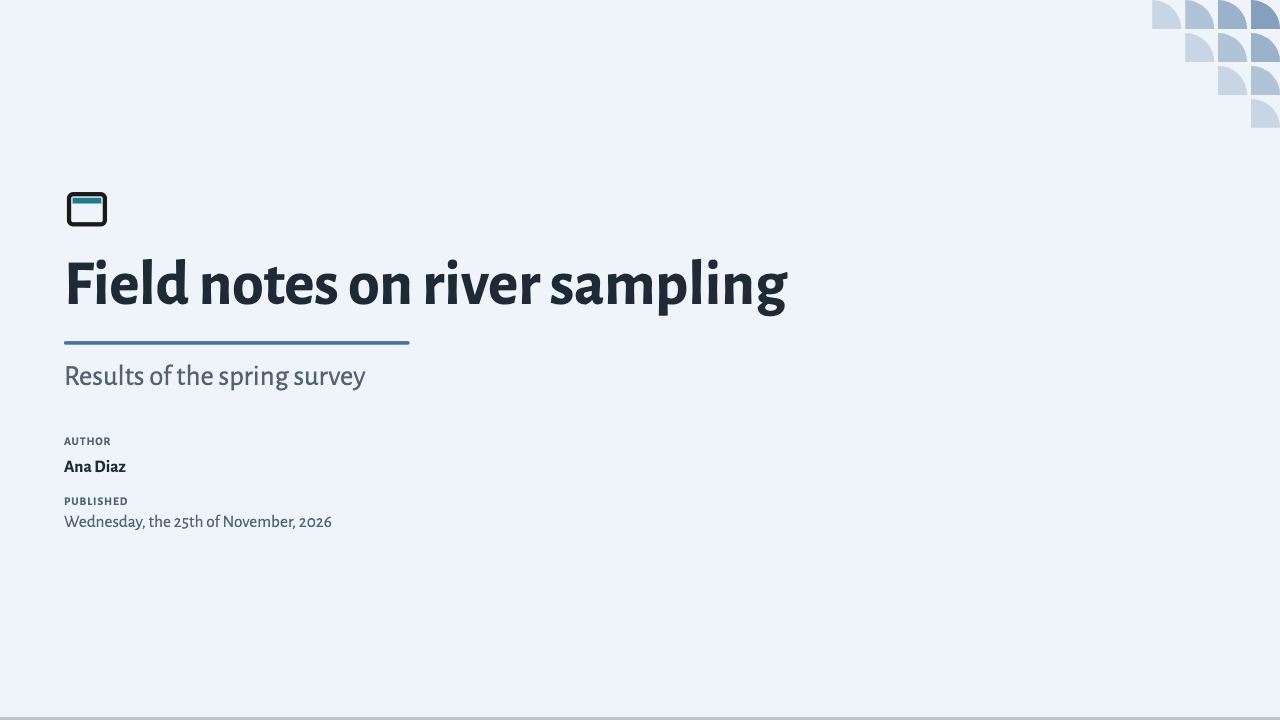 Field notes on river sampling
Results of the spring survey
AUTHOR
Ana Diaz
PUBLISHED
Wednesday, the 25th of November, 2026